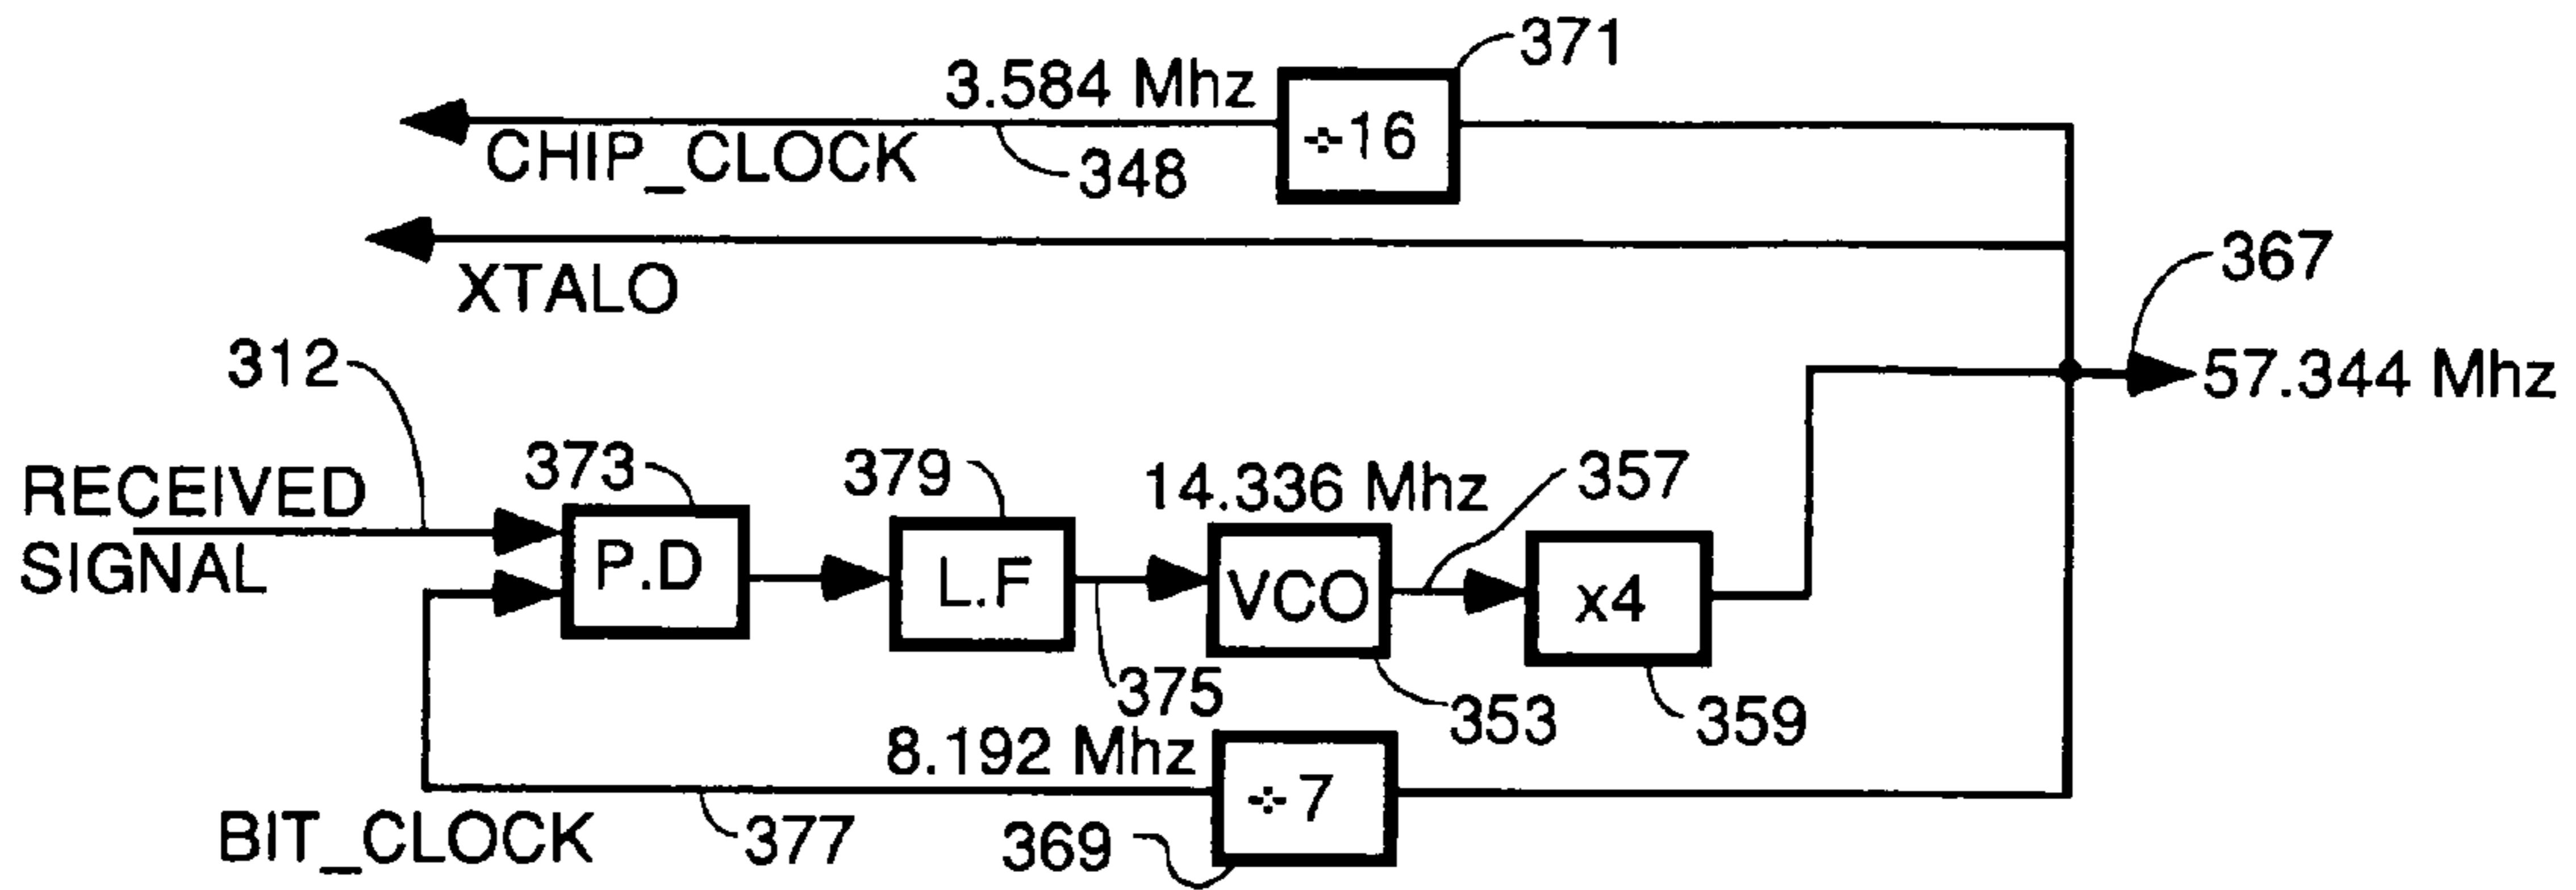 371
3.584 Mhz
÷16
CHIP_CLOCK
348
XTALO
367
57.344 Mhz
312
RECEIVED
SIGNAL
373
P.D
379
L.F
375
14.336 Mhz
VCO
353
357
x4
359
8.192 Mhz
÷7
369
BIT_CLOCK
377